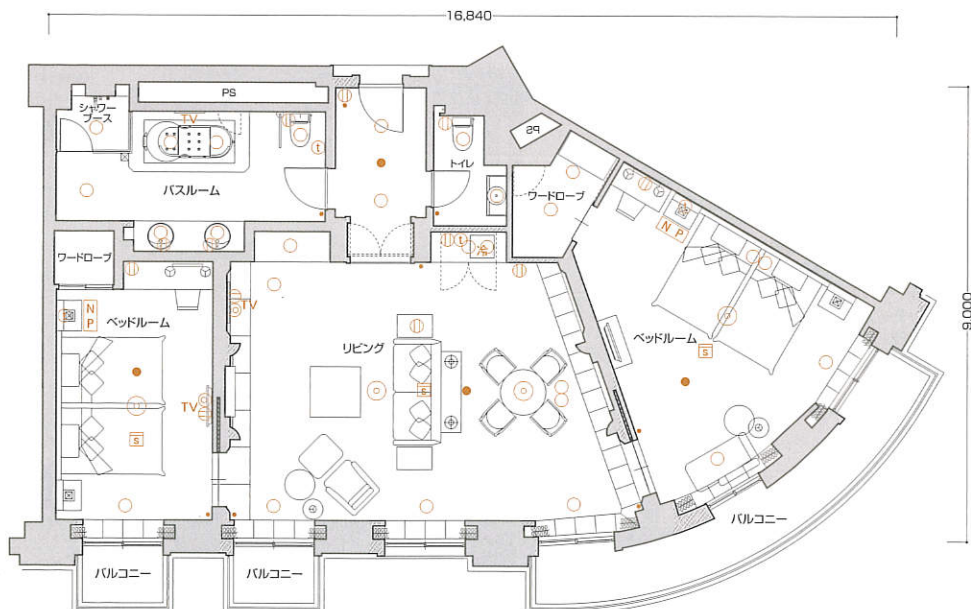 16,840
PS
シャワー
ブース
TV
t
バスルーム
トイレ
PS
ワードローブ
ワードローブ
N
P
ベッドルーム
TV
S
TV
t
リビング
S
N
P
ベッドルーム
S
9,000
バルコニー
バルコニー
バルコニー